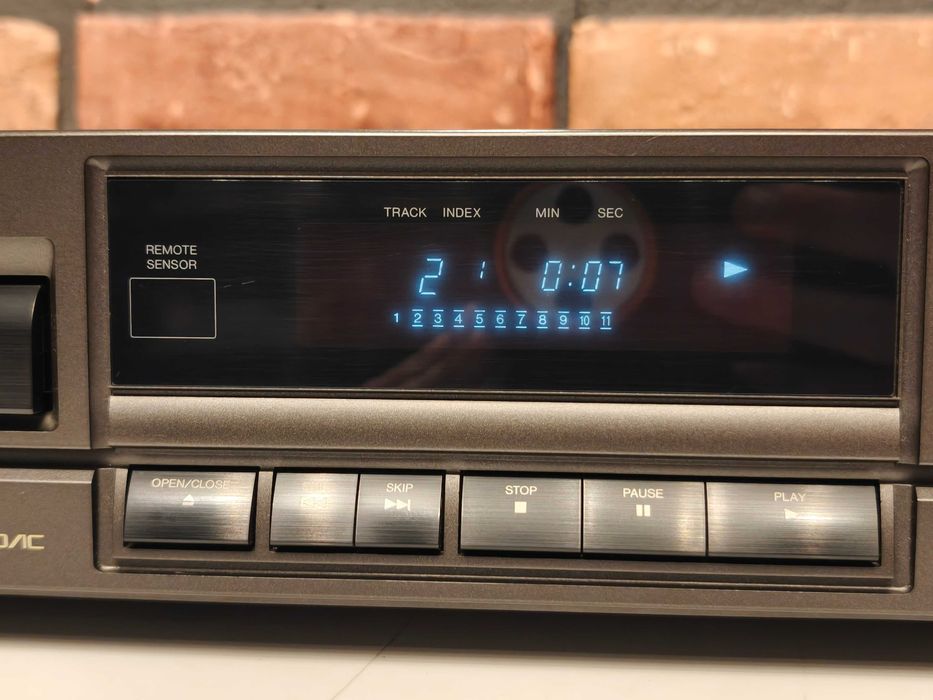 TRACK INDEX MIN SEC
REMOTE
SENSOR
2 1 0:07
1 2 3 4 5 6 7 8 9 10 11
OPEN/CLOSE
SKIP
STOP
PAUSE
PLAY